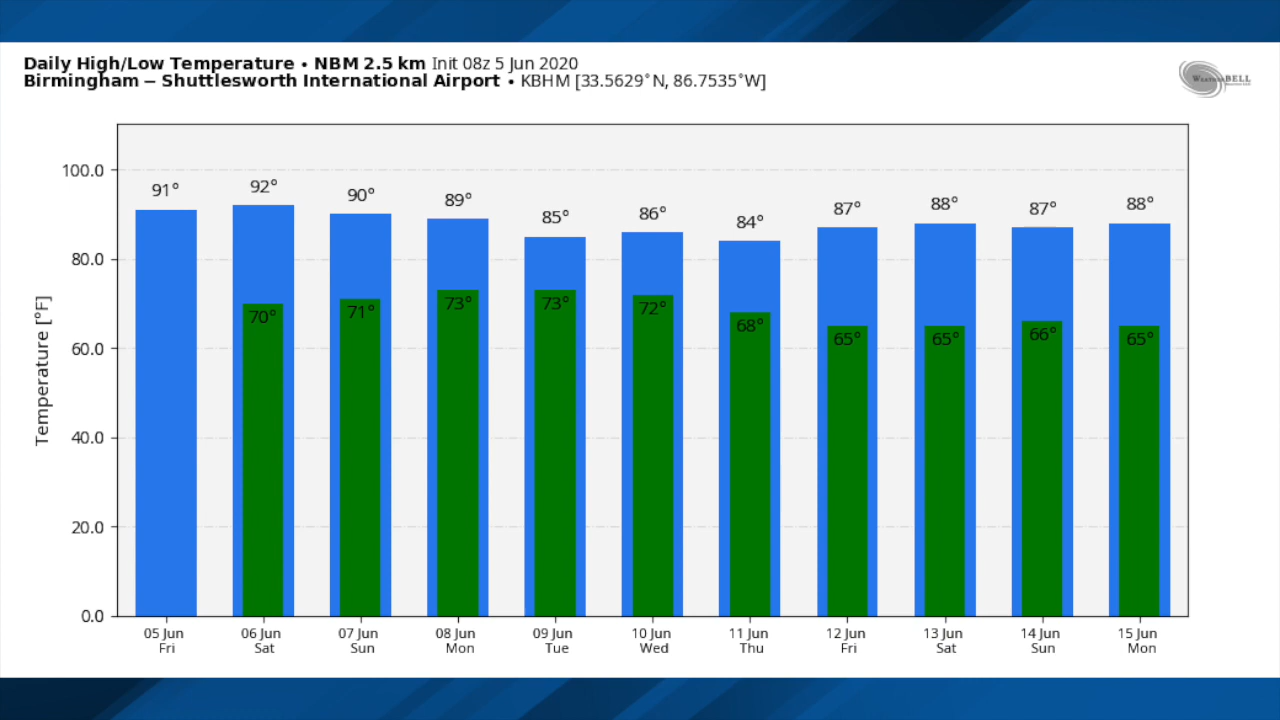 Daily High/Low Temperature • NBM 2.5 km Init 08z 5 Jun 2020
Birmingham – Shuttlesworth International Airport • KBHM [33.5629°N, 86.7535°W]
WeatherBELL
Temperature [°F]
100.0
80.0
60.0
40.0
20.0
0.0
91° 92° 90° 89° 85° 86° 84° 87° 88° 87° 88°
70° 71° 73° 73° 72° 68° 65° 65° 66° 65°
05 Jun 06 Jun 07 Jun 08 Jun 09 Jun 10 Jun 11 Jun 12 Jun 13 Jun 14 Jun 15 Jun
Fri Sat Sun Mon Tue Wed Thu Fri Sat Sun Mon